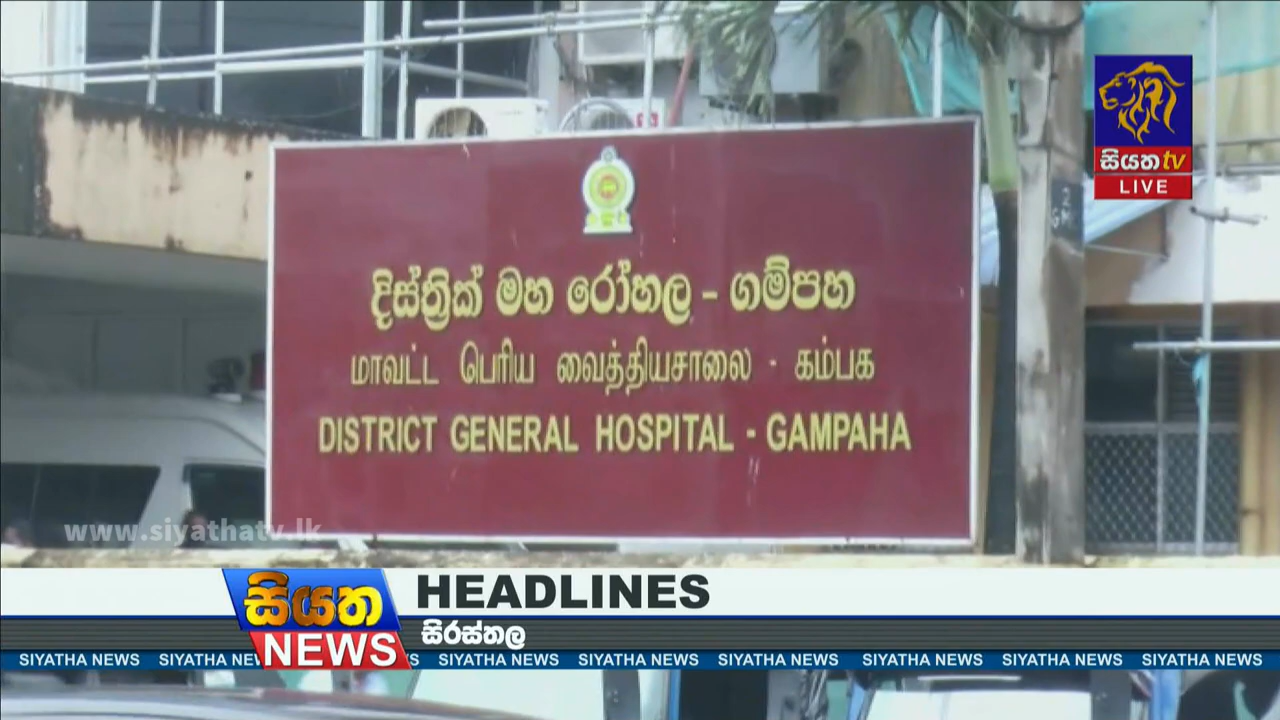 සියත tv
LIVE
දිස්ත්‍රික් මහ රෝහල - ගම්පහ
மாவட்ட பெரிய வைத்தியசாலை - கம்பக
DISTRICT GENERAL HOSPITAL - GAMPAHA
www.siyathatv.lk
සියත
NEWS
HEADLINES
සිරස්තල
SIYATHA NEWS SIYATHA NEWS SIYATHA NEWS SIYATHA NEWS SIYATHA NEWS SIYATHA NEWS SIYATHA NEWS SIYATHA NEWS